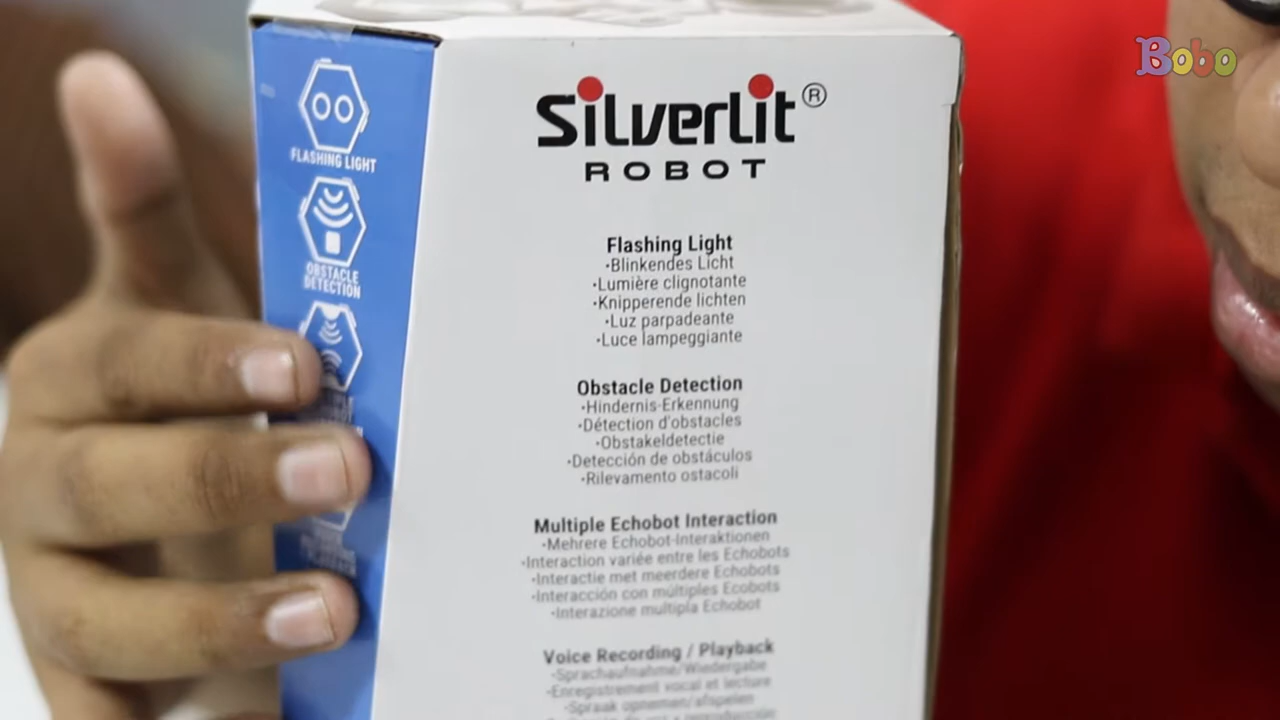 Bobo
Silverlit®
ROBOT
FLASHING LIGHT
OBSTACLE
DETECTION
Flashing Light
·Blinkendes Licht
·Lumière clignotante
·Knipperende lichten
·Luz parpadeante
·Luce lampeggiante
Obstacle Detection
·Hindernis-Erkennung
·Détection d'obstacles
·Obstakeldetectie
·Detección de obstáculos
·Rilevamento ostacoli
Multiple Echobot Interaction
·Mehrere Echobot-Interaktionen
·Interaction variée entre les Echobots
·Interactie met meerdere Echobots
·Interacción con múltiples Ecobots
·Interazione multipla Echobot
Voice Recording / Playback
·Sprachaufnahme/Wiedergabe
·Enregistrement vocal et lecture
·Spraak opnemen/afspelen